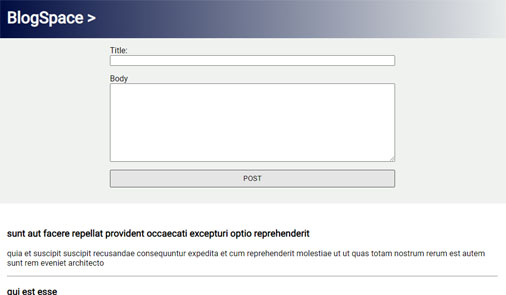 BlogSpace >
Title:
Body
POST
sunt aut facere repellat provident occaecati excepturi optio reprehenderit
quia et suscipit suscipit recusandae consequuntur expedita et cum reprehenderit molestiae ut ut quas totam nostrum rerum est autem
sunt rem eveniet architecto
qui est esse